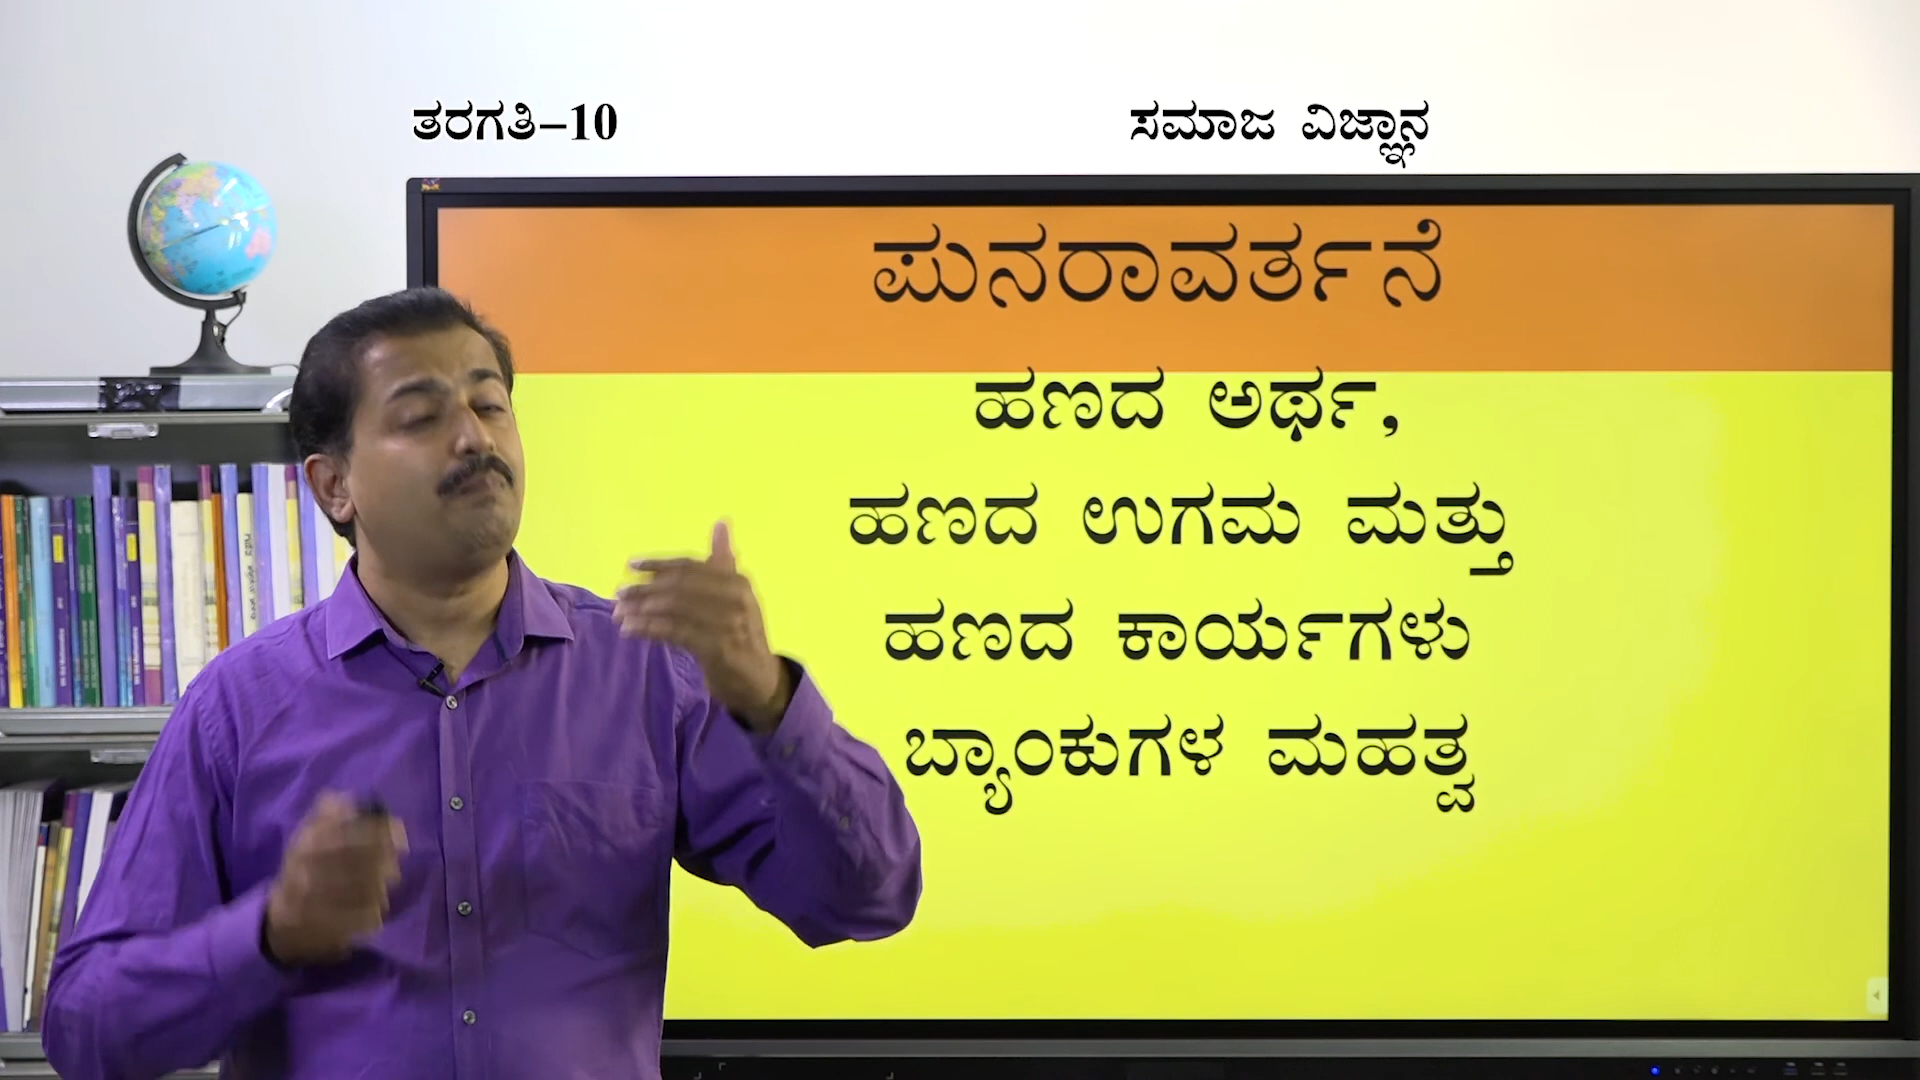 ತರಗತಿ-10
ಸಮಾಜ ವಿಜ್ಞಾನ
ಪುನರಾವರ್ತನೆ
ಹಣದ ಅರ್ಥ,
ಹಣದ ಉಗಮ ಮತ್ತು
ಹಣದ ಕಾರ್ಯಗಳು
ಬ್ಯಾಂಕುಗಳ ಮಹತ್ವ